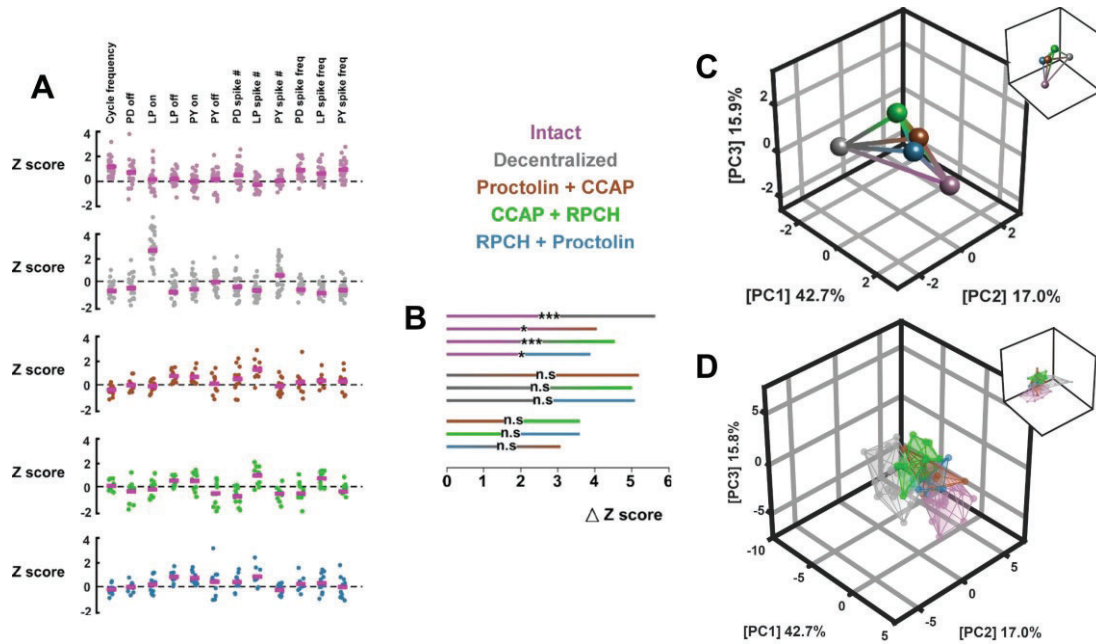 A
Cycle frequency
PD off
LP on
LP off
PY on
PY off
PD spike #
LP spike #
PY spike #
PD spike freq
LP spike freq
PY spike freq
4
2
Z score
0
-2
4
2
Z score
0
-2
4
2
Z score
0
-2
4
2
Z score
0
-2
4
2
Z score
0
-2
Intact
Decentralized
Proctolin + CCAP
CCAP + RPCH
RPCH + Proctolin
B
***
*
***
*
n.s
n.s
n.s
n.s
n.s
n.s
0 1 2 3 4 5 6
△ Z score
C
[PC3] 15.9%
2
0
-2
-2
0
2
[PC1] 42.7%
-2
0
2
[PC2] 17.0%
D
[PC3] 15.8%
5
0
-5
-10
-5
0
5
[PC1] 42.7%
-5
0
5
[PC2] 17.0%